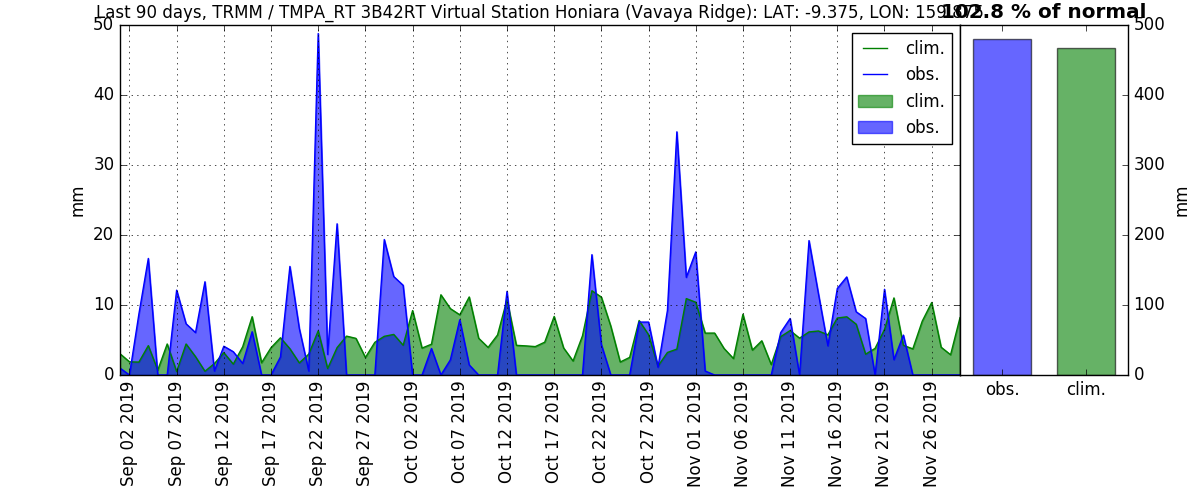 Last 90 days, TRMM / TMPA_RT 3B42RT Virtual Station Honiara (Vavaya Ridge): LAT: -9.375, LON:
102.8 % of normal
50
40
30
20
10
0
mm
clim.
obs.
clim.
obs.
500
400
300
200
100
0
mm
Sep 02 2019
Sep 07 2019
Sep 12 2019
Sep 17 2019
Sep 22 2019
Sep 27 2019
Oct 02 2019
Oct 07 2019
Oct 12 2019
Oct 17 2019
Oct 22 2019
Oct 27 2019
Nov 01 2019
Nov 06 2019
Nov 11 2019
Nov 16 2019
Nov 21 2019
Nov 26 2019
obs.
clim.